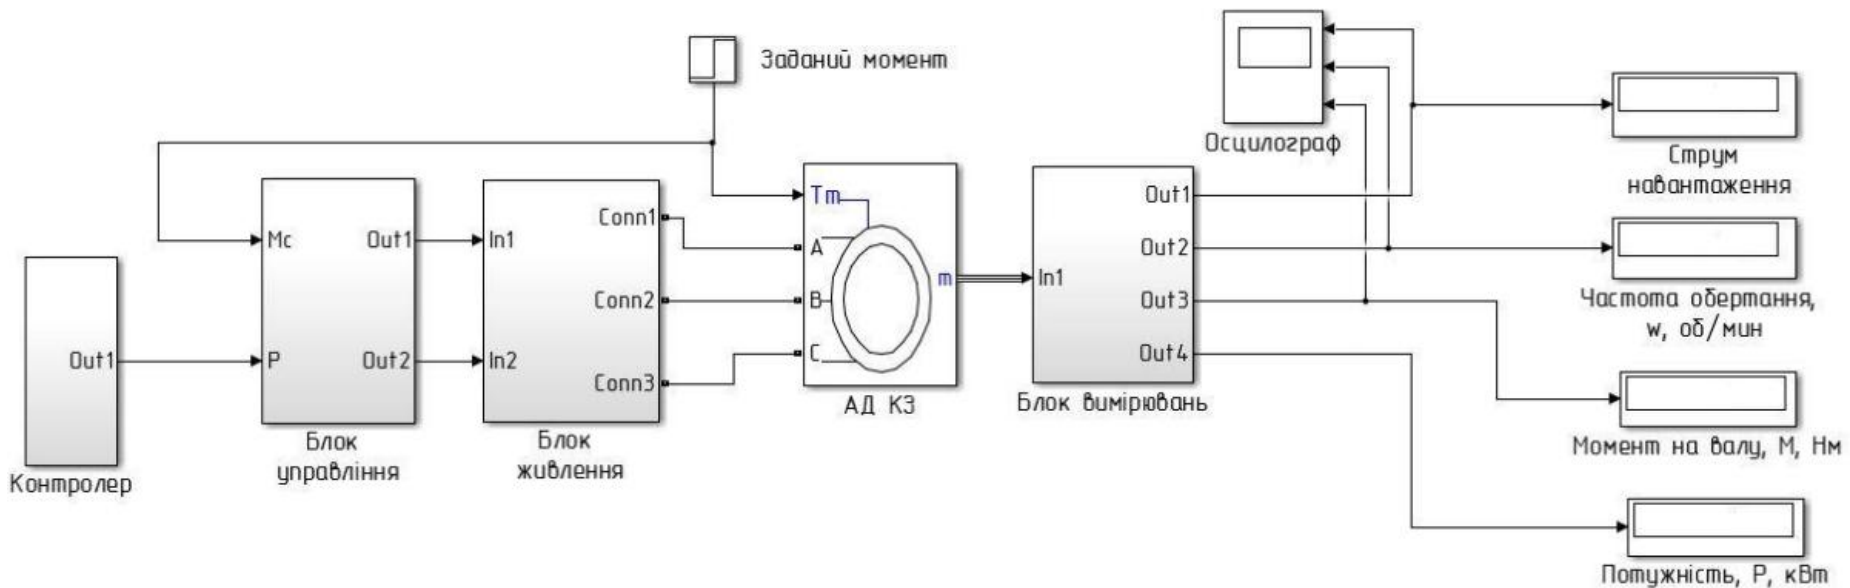 Заданий момент
Осцилограф
Струм
навантаження
Tm
Out1
Mc
Out1
In1
Conn1
A
Out2
Частота обертання,
w, об/мин
m
In1
Conn2
B
Out3
Out1
P
Out2
In2
Conn3
C
Out4
АД КЗ
Блок вимірювань
Блок
управління
Блок
живлення
Момент на валу, М, Нм
Контролер
Потужність, Р, кВт